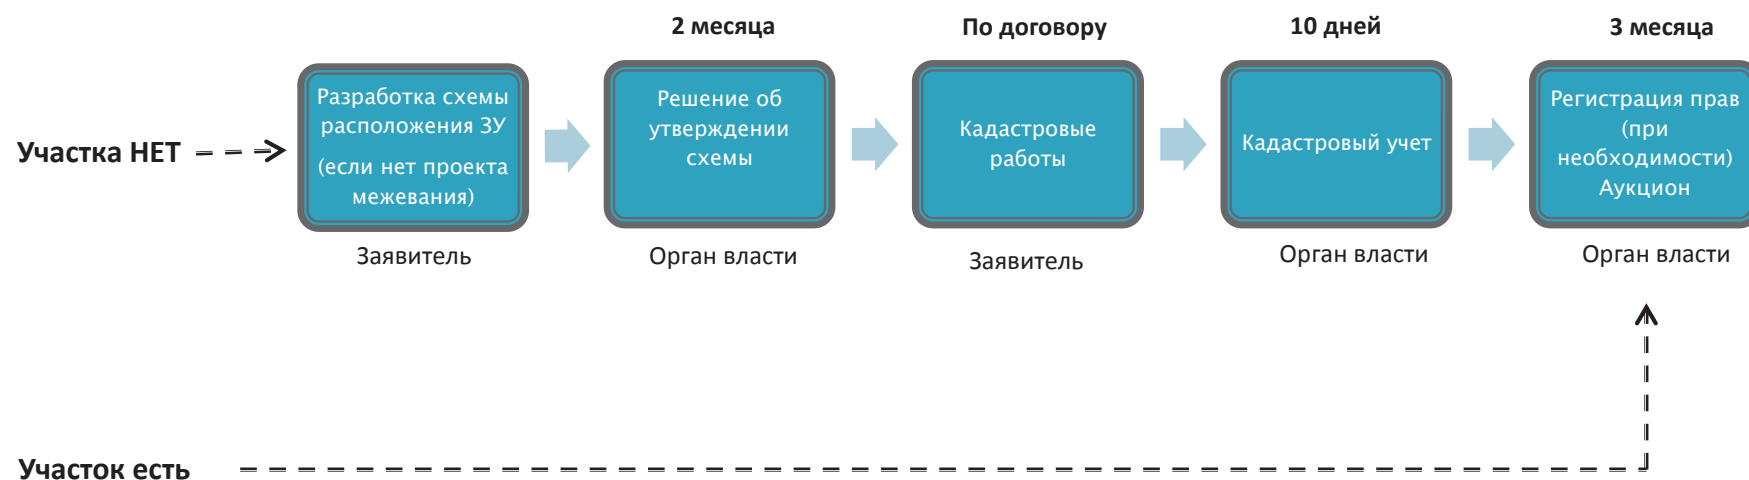 2 месяца
По договору
10 дней
3 месяца
Участка НЕТ
Разработка схемы
расположения ЗУ
(если нет проекта
межевания)
Решение об
утверждении
схемы
Кадастровые
работы
Кадастровый учет
Регистрация прав
(при
необходимости)
Аукцион
Заявитель
Орган власти
Заявитель
Орган власти
Орган власти
Участок есть